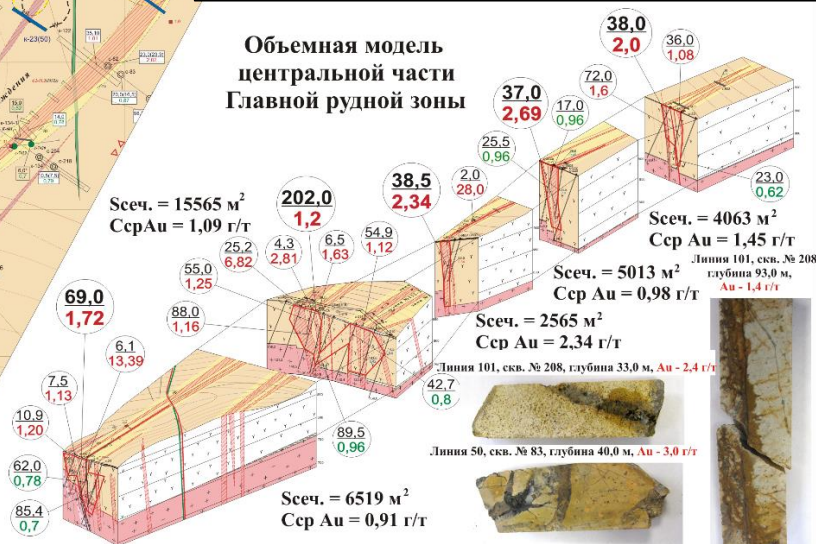 Объемная модель
центральной части
Главной рудной зоны
к-23(50)
38,0
2,0
36,0
1,08
72,0
1,6
37,0
2,69
17,0
0,96
25,5
0,96
23,0
0,62
2,0
28,0
38,5
2,34
202,0
1,2
54,9
1,12
6,5
1,63
4,3
2,81
25,2
6,82
55,0
1,25
88,0
1,16
69,0
1,72
6,1
13,39
7,5
1,13
10,9
1,20
62,0
0,78
85,4
0,7
89,5
0,96
42,7
0,8
Sсеч. = 15565 м²
СсрАu = 1,09 г/т
Sсеч. = 4063 м²
Сср Au = 1,45 г/т
Sсеч. = 5013 м²
Сср Au = 0,98 г/т
Sсеч. = 2565 м²
Сср Au = 2,34 г/т
Sсеч. = 6519 м²
Сср Au = 0,91 г/т
Линия 101, скв. № 208
глубина 93,0 м,
Au - 1,4 г/т
Линия 101, скв. № 208, глубина 33,0 м, Au - 2,4 г/т
Линия 50, скв. № 83, глубина 40,0 м, Au - 3,0 г/т